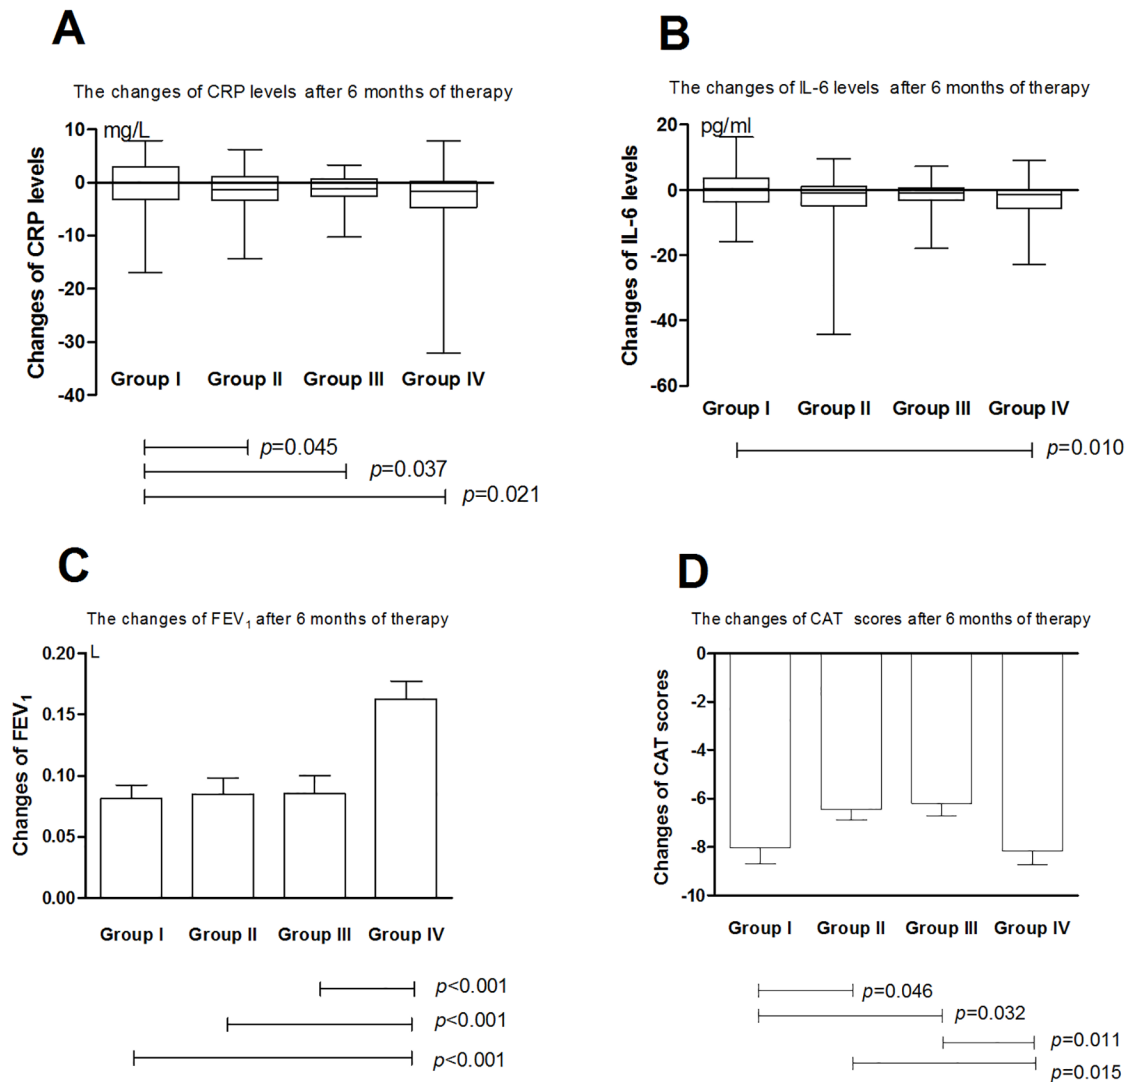 A
The changes of CRP levels after 6 months of therapy
mg/L
Changes of CRP levels
10
0
-10
-20
-30
-40
Group I Group II Group III Group IV
p=0.045
p=0.037
p=0.021
B
The changes of IL-6 levels after 6 months of therapy
pg/ml
Changes of IL-6 levels
20
0
-20
-40
-60
Group I Group II Group III Group IV
p=0.010
C
The changes of FEV1 after 6 months of therapy
L
Changes of FEV1
0.20
0.15
0.10
0.05
0.00
Group I Group II Group III Group IV
p<0.001
p<0.001
p<0.001
D
The changes of CAT scores after 6 months of therapy
Changes of CAT scores
0
-2
-4
-6
-8
-10
Group I Group II Group III Group IV
p=0.046
p=0.032
p=0.011
p=0.015